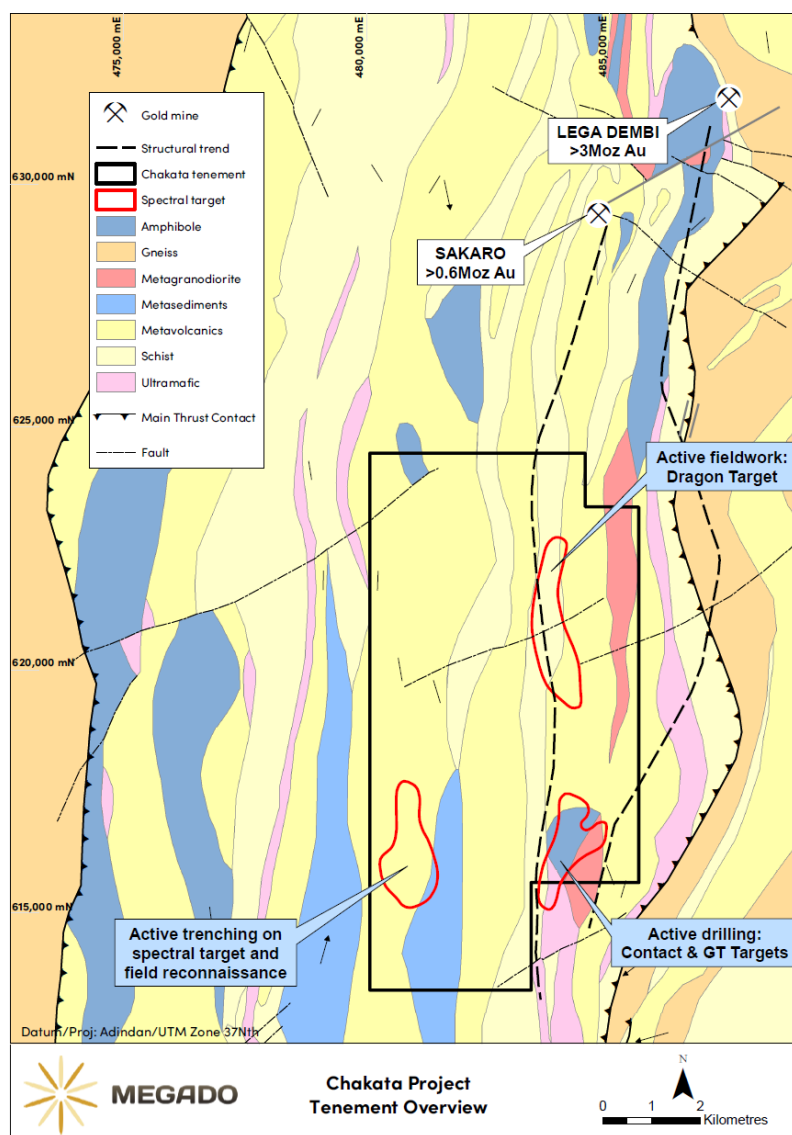 475,000 mE
480,000 mE
485,000 mE
Gold mine
Structural trend
Chakata tenement
Spectral target
Amphibole
Gneiss
Metagranodiorite
Metasediments
Metavolcanics
Schist
Ultramafic
Main Thrust Contact
Fault
630,000 mN
625,000 mN
620,000 mN
615,000 mN
LEGA DEMBI
>3Moz Au
SAKARO
>0.6Moz Au
Active fieldwork:
Dragon Target
Active trenching on
spectral target and
field reconnaissance
Active drilling:
Contact & GT Targets
Datum/Proj: Adindan/UTM Zone 37Nth
MEGADO
Chakata Project
Tenement Overview
N
0 1 2
Kilometres